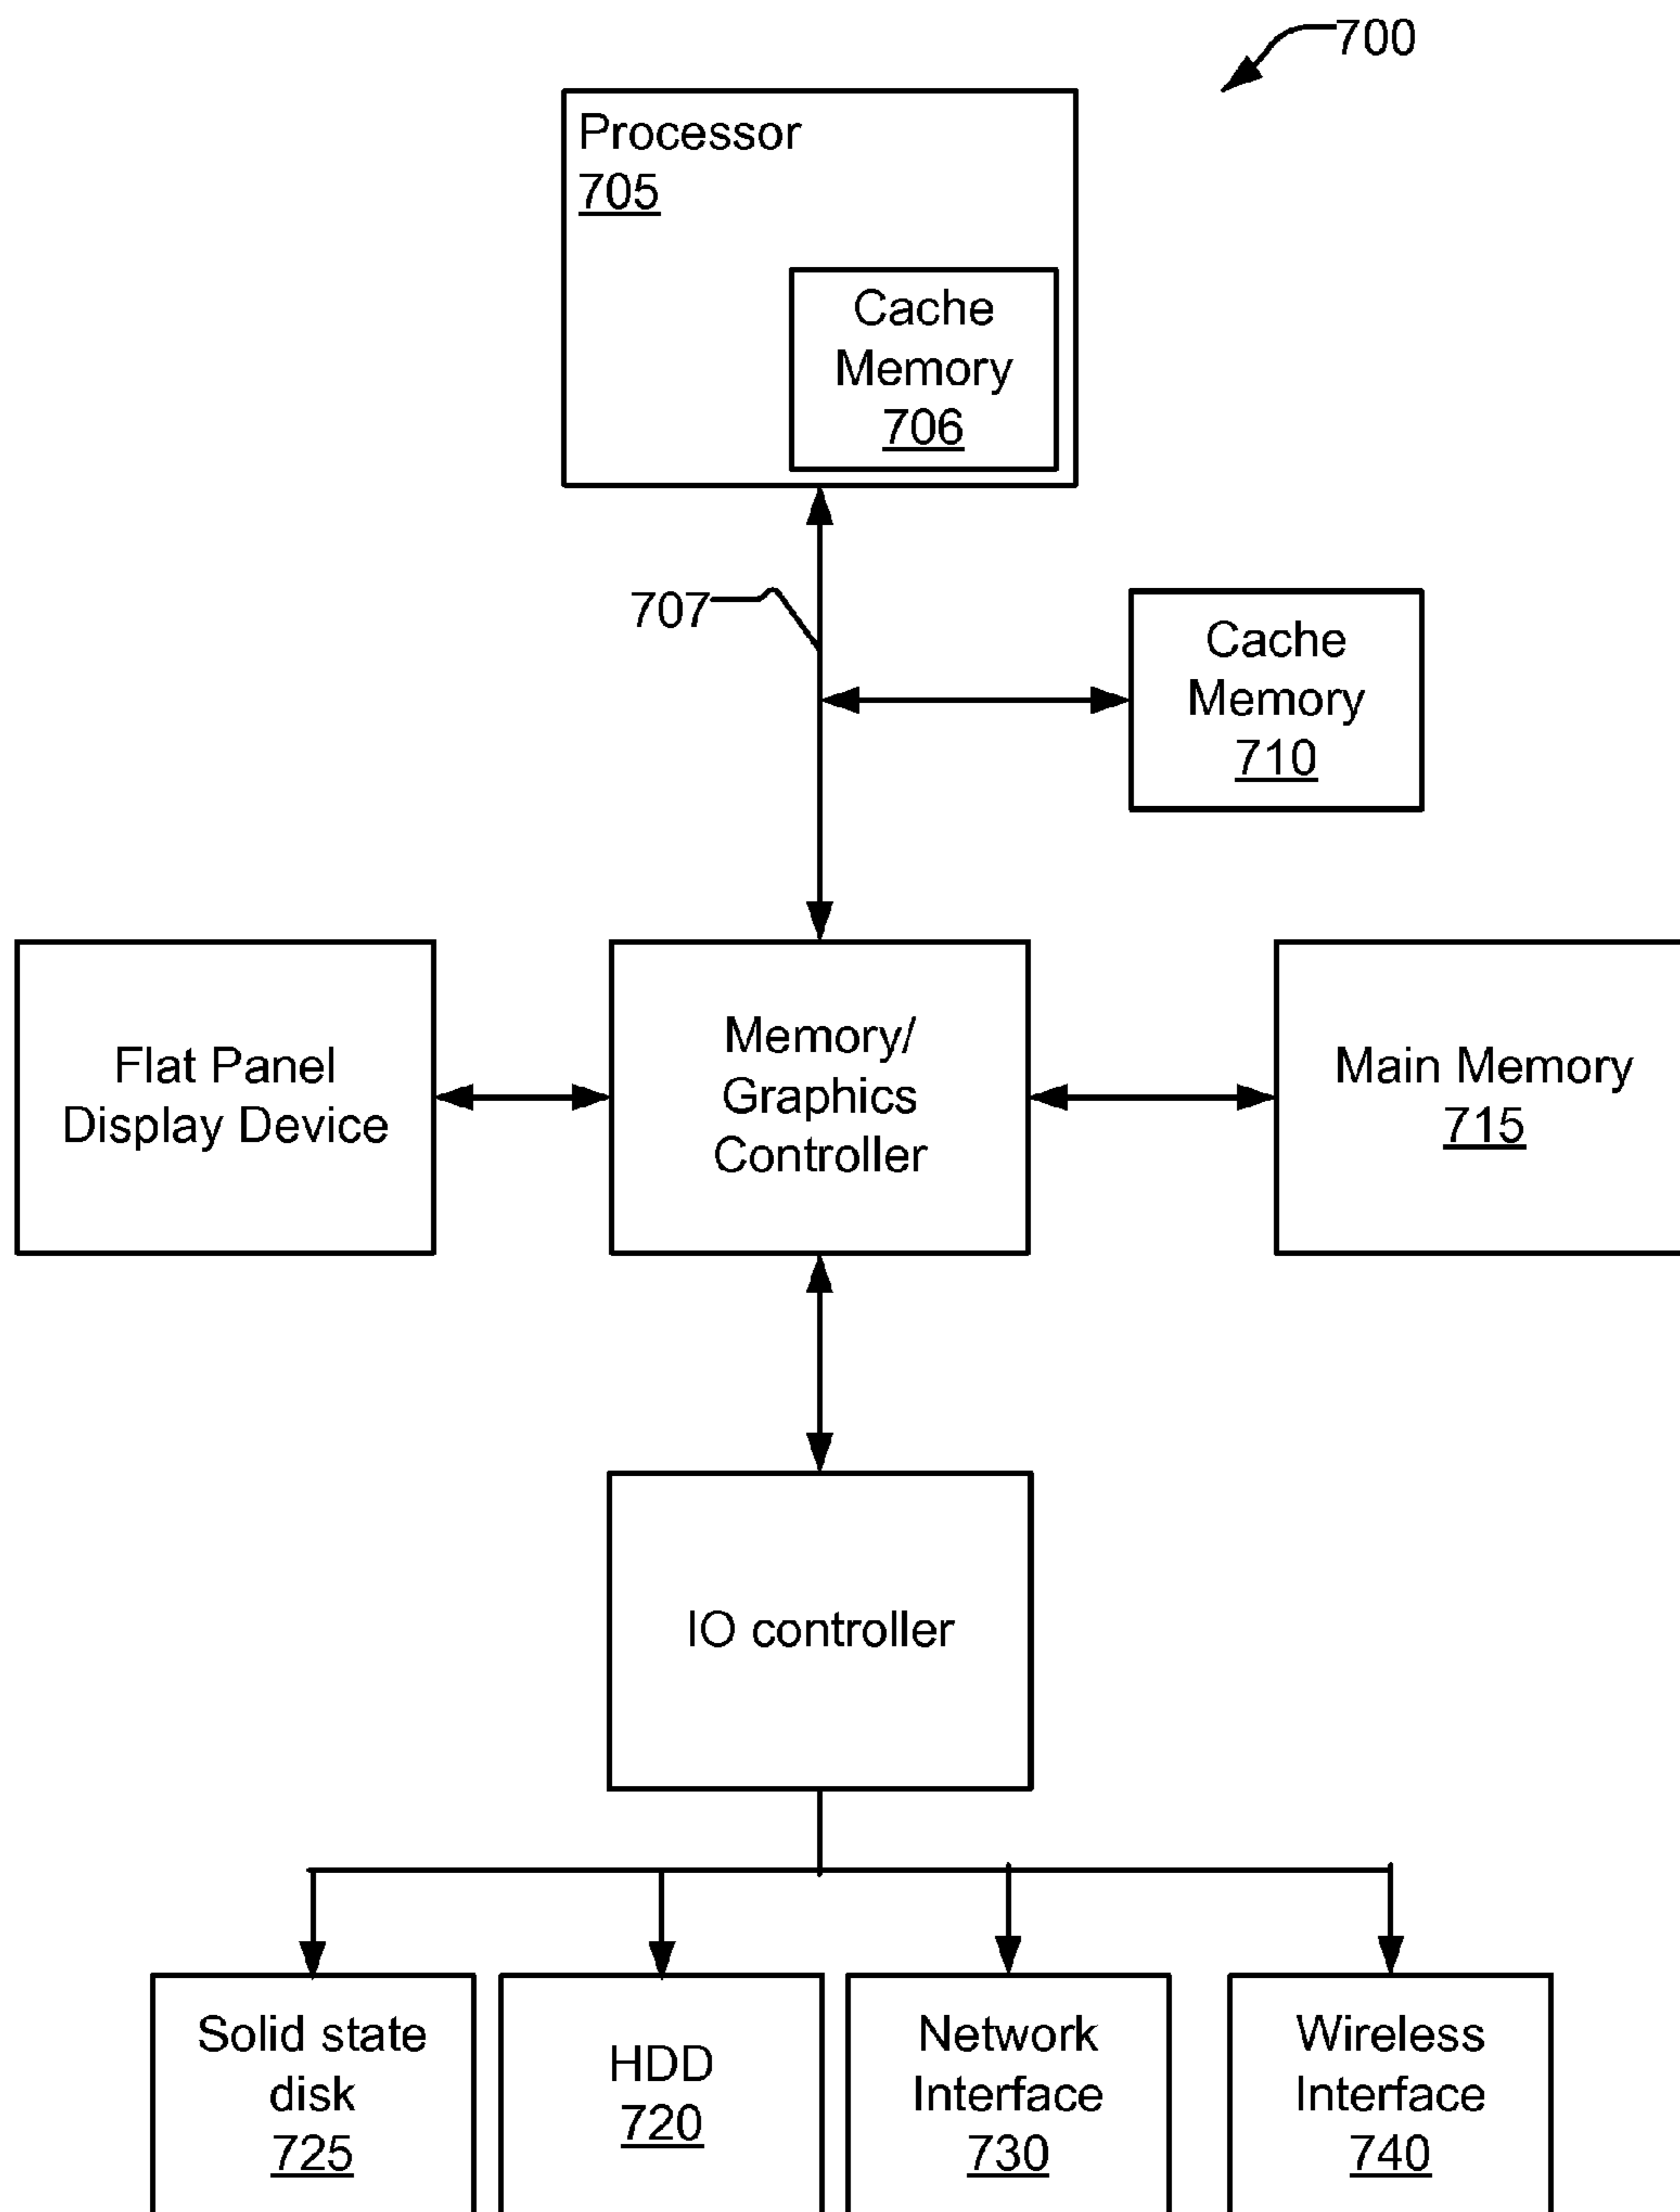 700
Processor
705
Cache
Memory
706
707
Cache
Memory
710
Flat Panel
Display Device
Memory/
Graphics
Controller
Main Memory
715
IO controller
Solid state
disk
725
HDD
720
Network
Interface
730
Wireless
Interface
740